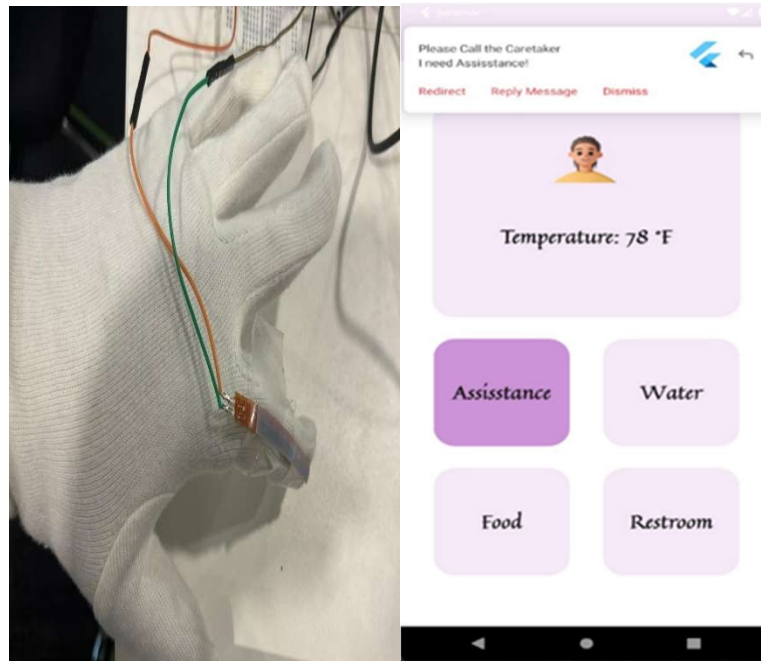 Please Call the Caretaker
I need Assisstance!
Redirect Reply Message Dismiss
Temperature: 78 °F
Assisstance Water
Food Restroom